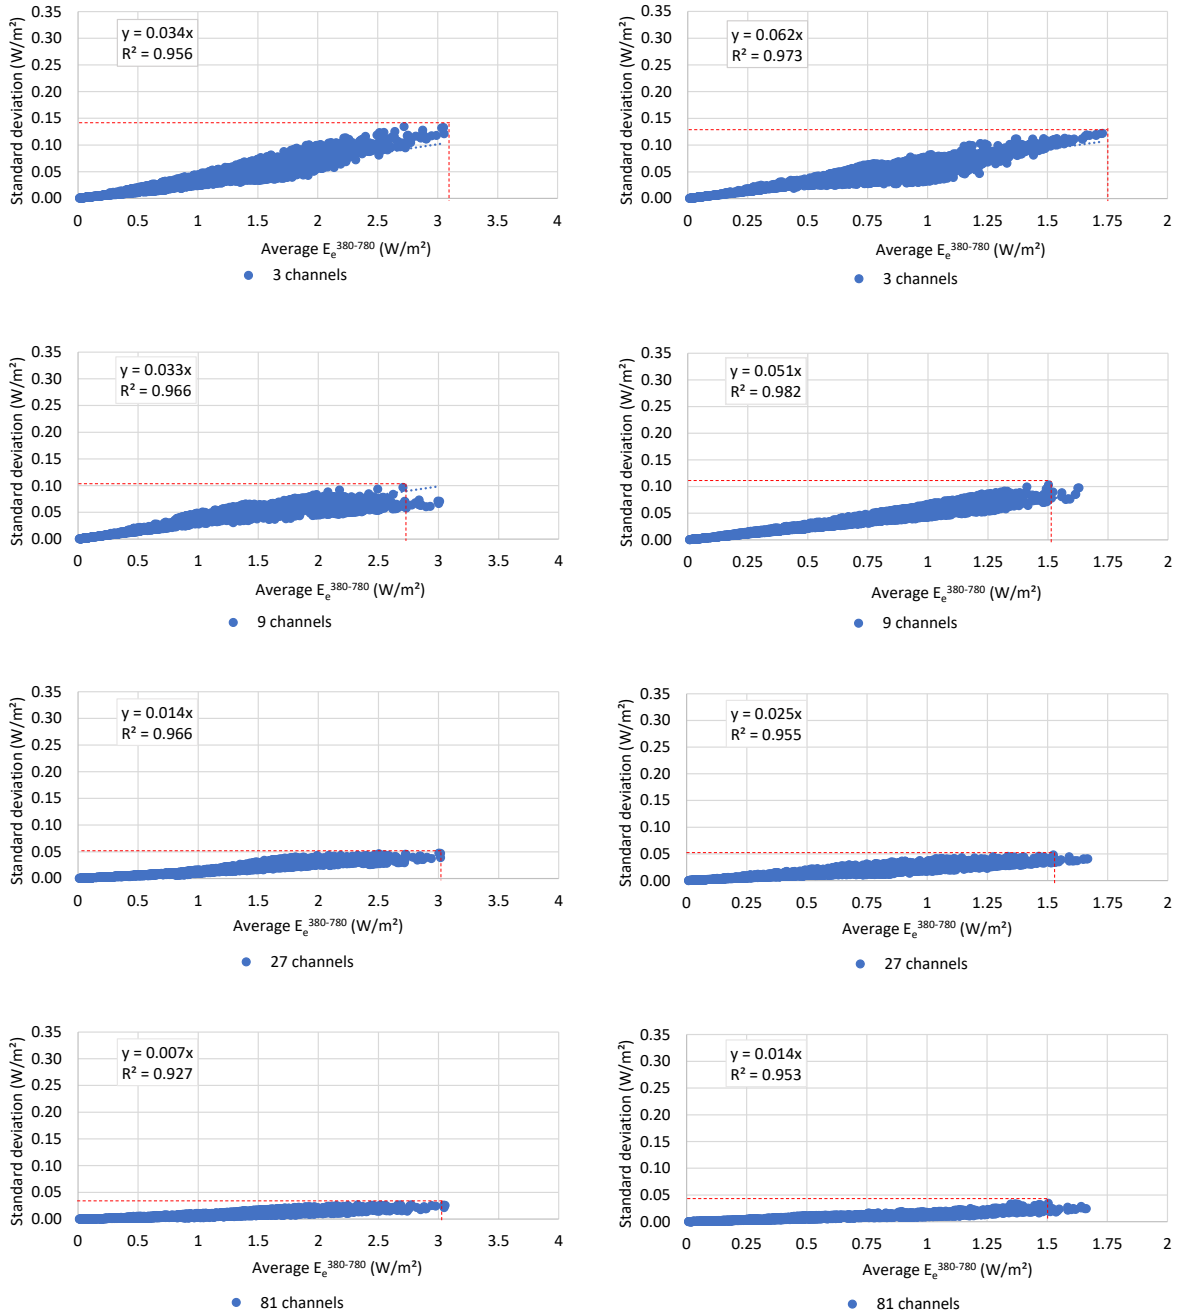 Standard deviation (W/m²)
0.35
0.30
0.25
0.20
0.15
0.10
0.05
0.00
y = 0.034x
R² = 0.956
0 0.5 1 1.5 2 2.5 3 3.5 4
Average Ee380-780 (W/m²)
3 channels
Standard deviation (W/m²)
0.35
0.30
0.25
0.20
0.15
0.10
0.05
0.00
y = 0.062x
R² = 0.973
0 0.25 0.5 0.75 1 1.25 1.5 1.75 2
Average Ee380-780 (W/m²)
3 channels
Standard deviation (W/m²)
0.35
0.30
0.25
0.20
0.15
0.10
0.05
0.00
y = 0.033x
R² = 0.966
0 0.5 1 1.5 2 2.5 3 3.5 4
Average Ee380-780 (W/m²)
9 channels
Standard deviation (W/m²)
0.35
0.30
0.25
0.20
0.15
0.10
0.05
0.00
y = 0.051x
R² = 0.982
0 0.25 0.5 0.75 1 1.25 1.5 1.75 2
Average Ee380-780 (W/m²)
9 channels
Standard deviation (W/m²)
0.35
0.30
0.25
0.20
0.15
0.10
0.05
0.00
y = 0.014x
R² = 0.966
0 0.5 1 1.5 2 2.5 3 3.5 4
Average Ee380-780 (W/m²)
27 channels
Standard deviation (W/m²)
0.35
0.30
0.25
0.20
0.15
0.10
0.05
0.00
y = 0.025x
R² = 0.955
0 0.25 0.5 0.75 1 1.25 1.5 1.75 2
Average Ee380-780 (W/m²)
27 channels
Standard deviation (W/m²)
0.35
0.30
0.25
0.20
0.15
0.10
0.05
0.00
y = 0.007x
R² = 0.927
0 0.5 1 1.5 2 2.5 3 3.5 4
Average Ee380-780 (W/m²)
81 channels
Standard deviation (W/m²)
0.35
0.30
0.25
0.20
0.15
0.10
0.05
0.00
y = 0.014x
R² = 0.953
0 0.25 0.5 0.75 1 1.25 1.5 1.75 2
Average Ee380-780 (W/m²)
81 channels